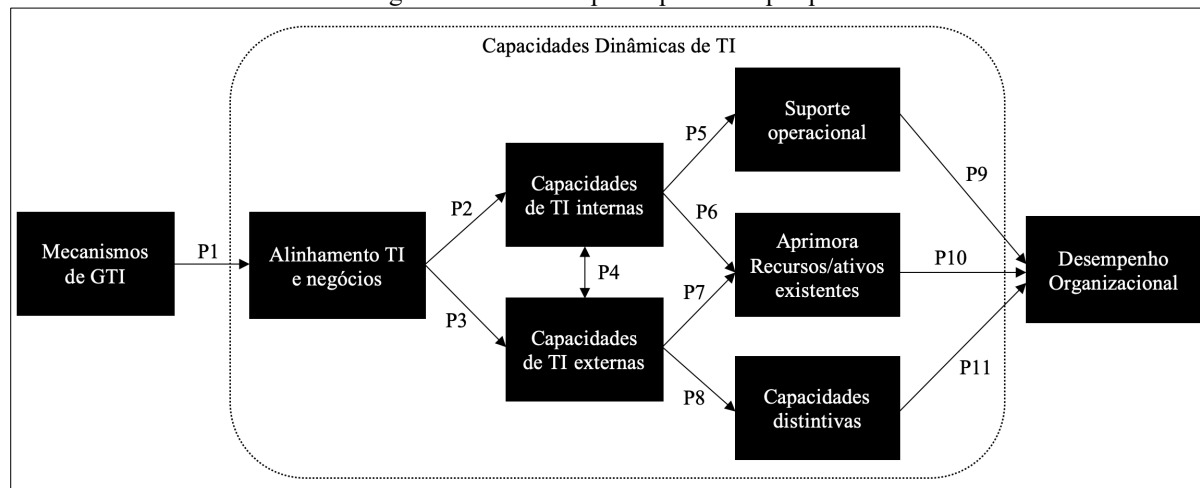 Capacidades Dinâmicas de TI
Mecanismos
de GTI
P1
Alinhamento TI
e negócios
P2
P3
Capacidades
de TI internas
P4
Capacidades
de TI externas
P5
P6
P7
P8
Suporte
operacional
Aprimora
Recursos/ativos
existentes
Capacidades
distintivas
P9
P10
P11
Desempenho
Organizacional